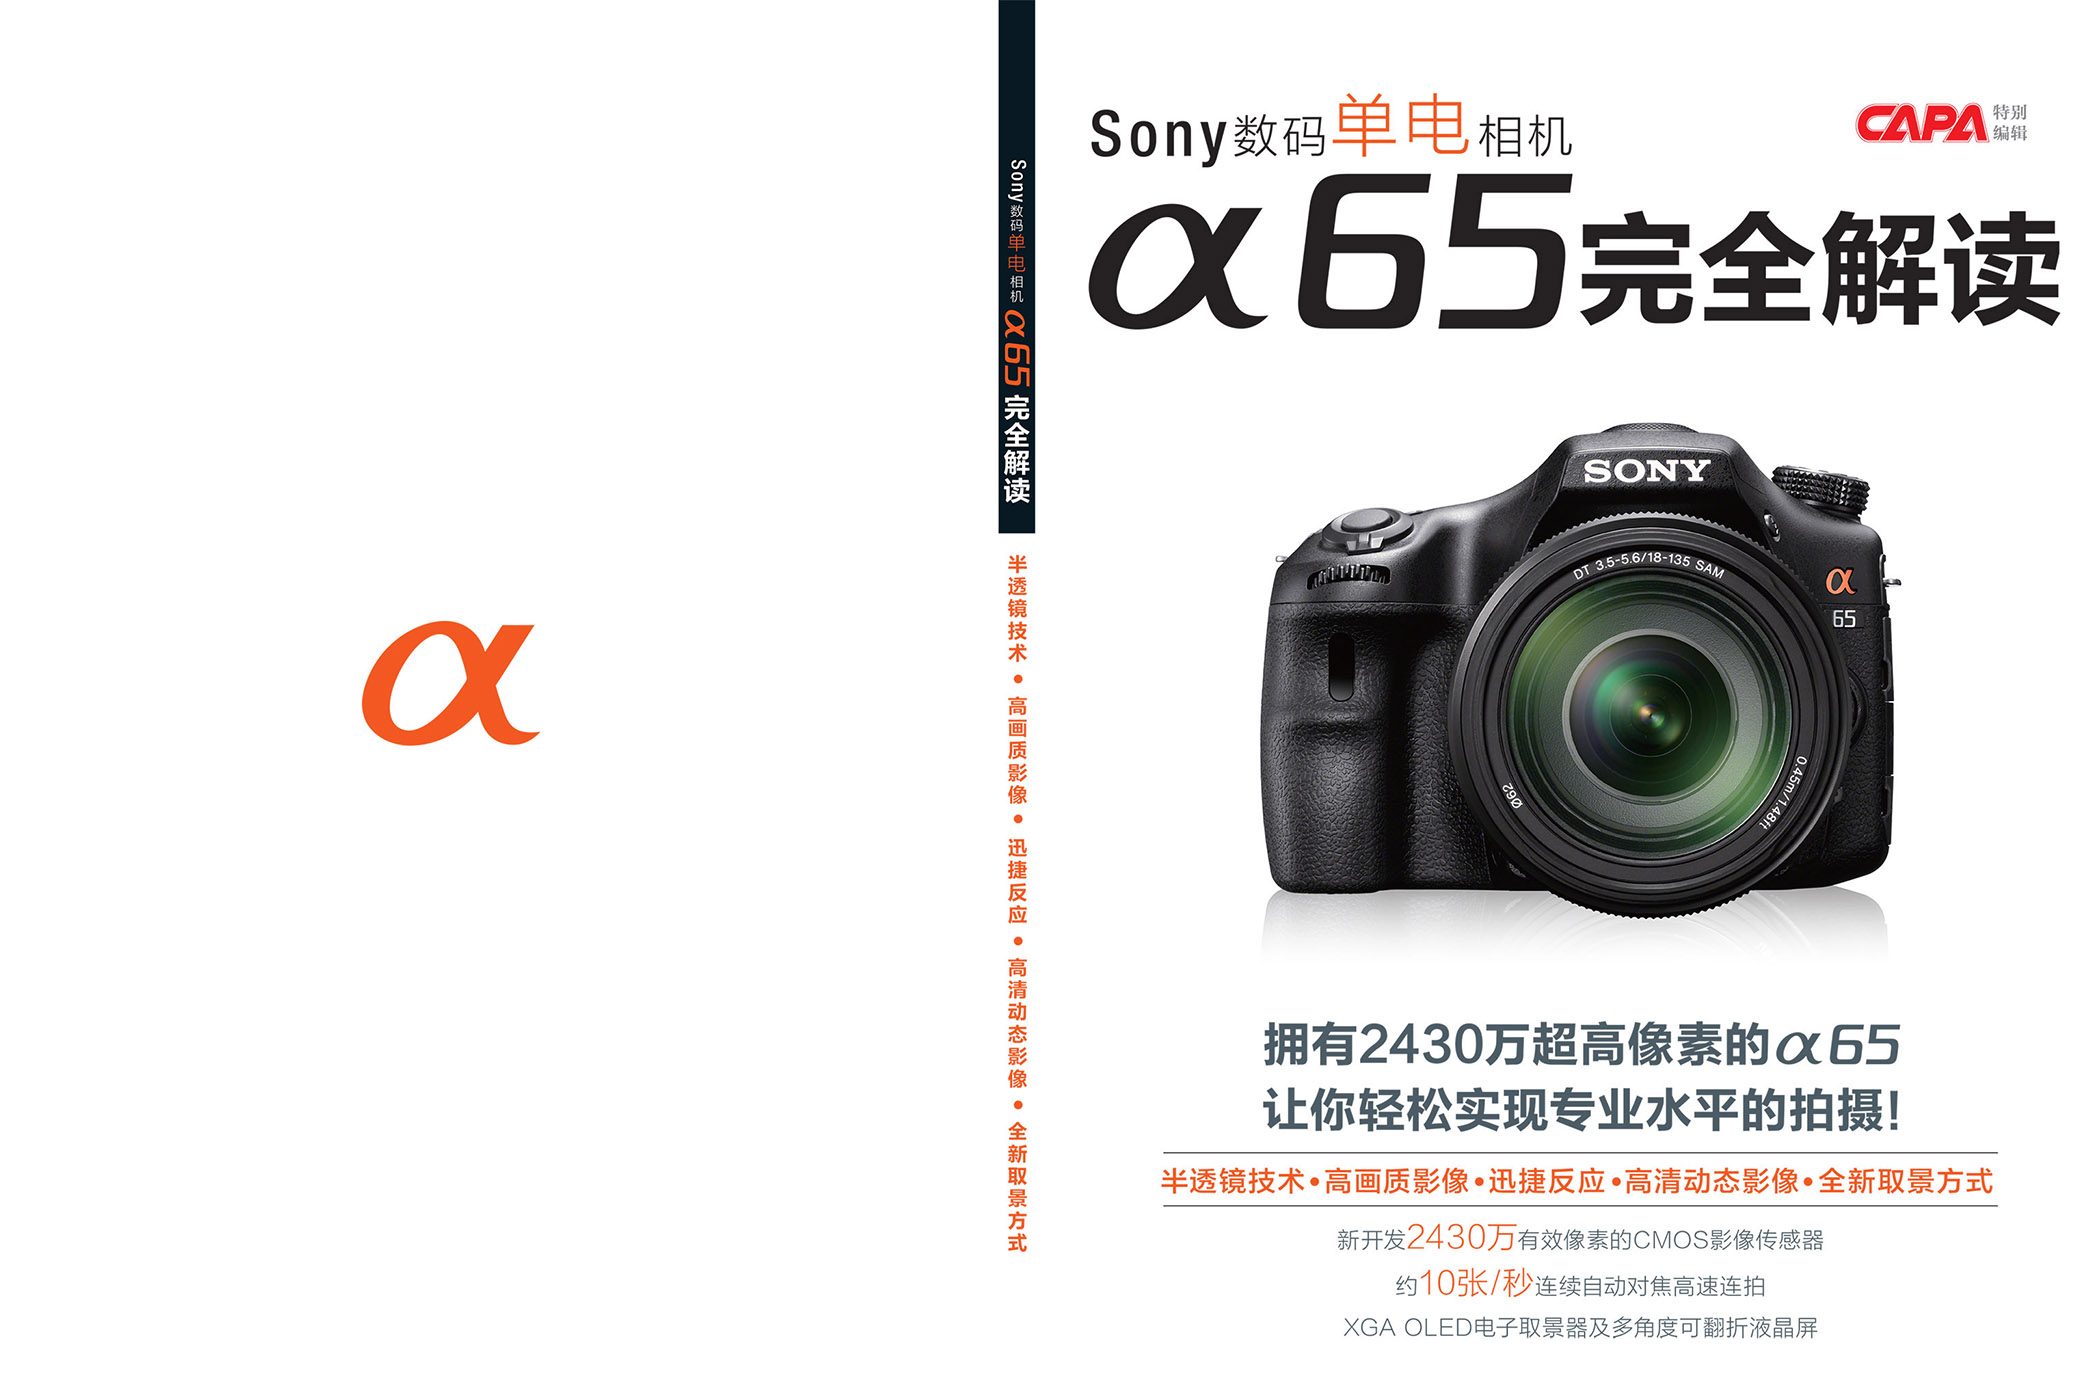 α
Sony数码单电相机 α65 完全解读
半透镜技术•高画质影像•迅捷反应•高清动态影像•全新取景方式
CAPA 特别
编辑
Sony数码单电相机
α65完全解读
SONY
DT 3.5-5.6/18-135 SAM
α
65
0.45m/1.48ft
Ø62
拥有2430万超高像素的α65
让你轻松实现专业水平的拍摄!
半透镜技术•高画质影像•迅捷反应•高清动态影像•全新取景方式
新开发2430万有效像素的CMOS影像传感器
约10张/秒连续自动对焦高速连拍
XGA OLED电子取景器及多角度可翻折液晶屏